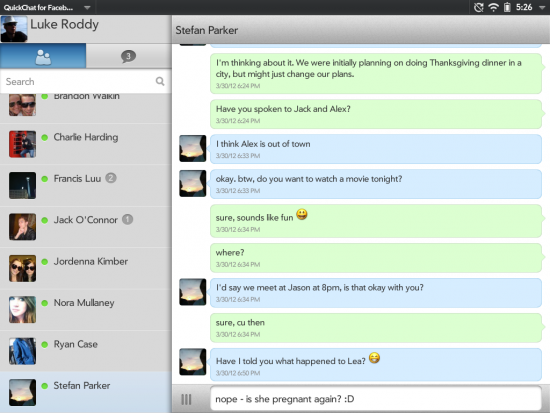 QuickChat for Faceb...
5:26
Luke Roddy
3
Search
Brandon Walkin
Charlie Harding
Francis Luu 2
Jack O'Connor 1
Jordenna Kimber
Nora Mullaney
Ryan Case
Stefan Parker
Stefan Parker
I'm thinking about it. We were initially planning on doing Thanksgiving dinner in a
city, but might just change our plans.
3/30/12 6:24 PM
Have you spoken to Jack and Alex?
3/30/12 6:24 PM
I think Alex is out of town
3/30/12 6:33 PM
okay. btw, do you want to watch a movie tonight?
3/30/12 6:33 PM
sure, sounds like fun 😀
3/30/12 6:34 PM
where?
3/30/12 6:34 PM
I'd say we meet at Jason at 8pm, is that okay with you?
3/30/12 6:34 PM
sure, cu then
3/30/12 6:34 PM
Have I told you what happened to Lea? 😂
3/30/12 6:50 PM
nope - is she pregnant again? :D